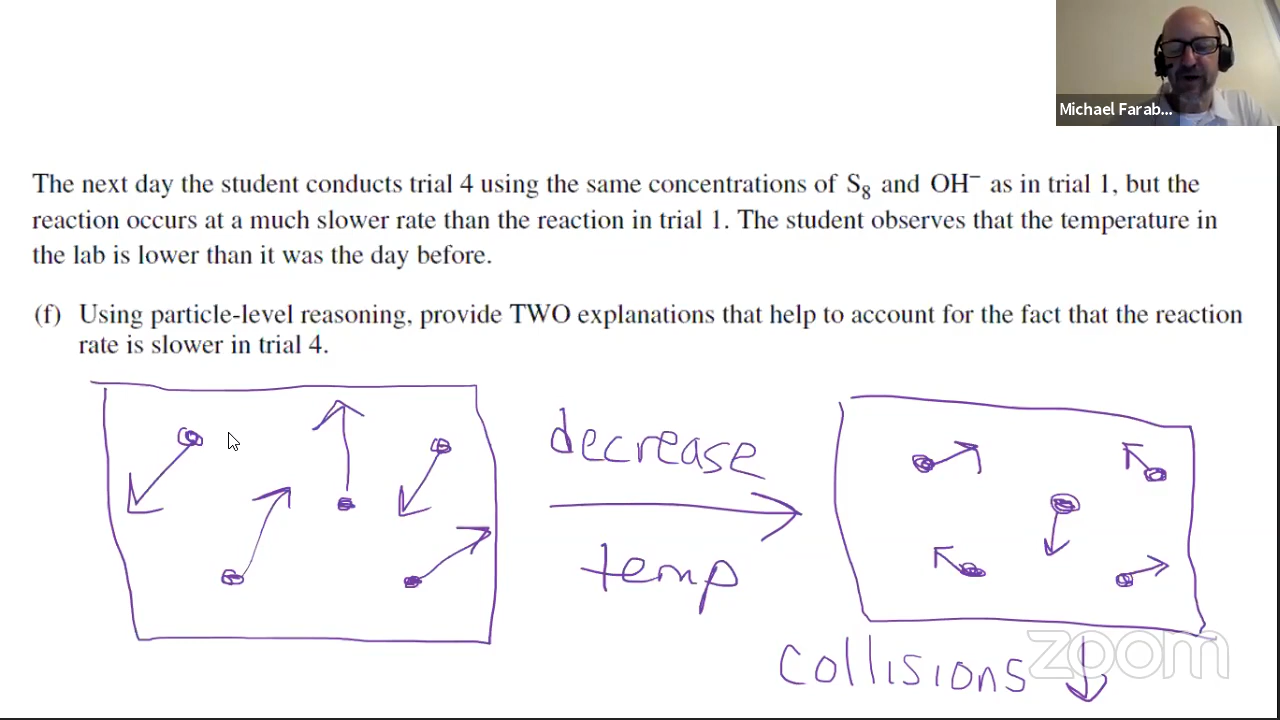 Michael Farab...
The next day the student conducts trial 4 using the same concentrations of S₈ and OH⁻ as in trial 1, but the
reaction occurs at a much slower rate than the reaction in trial 1. The student observes that the temperature in
the lab is lower than it was the day before.
(f) Using particle-level reasoning, provide TWO explanations that help to account for the fact that the reaction
rate is slower in trial 4.
decrease
temp
collisions ↓
zoom